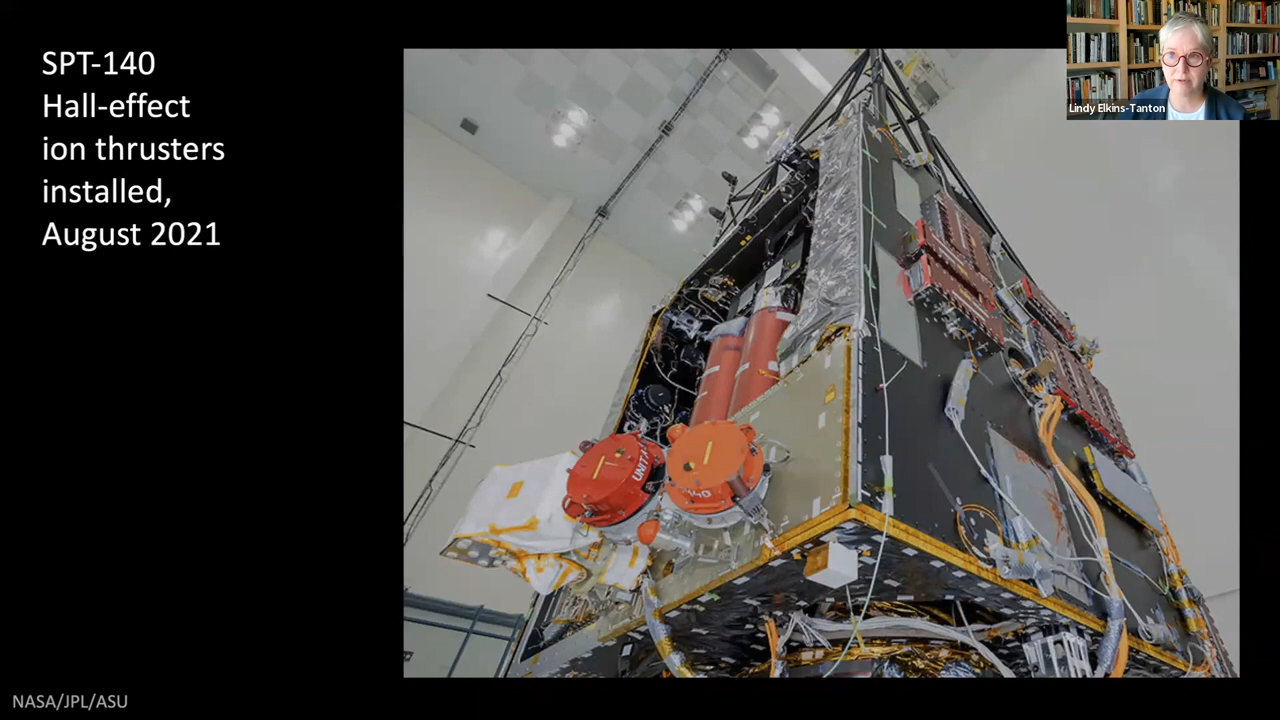 SPT-140
Hall-effect
ion thrusters
installed,
August 2021
Lindy Elkins-Tanton
NASA/JPL/ASU